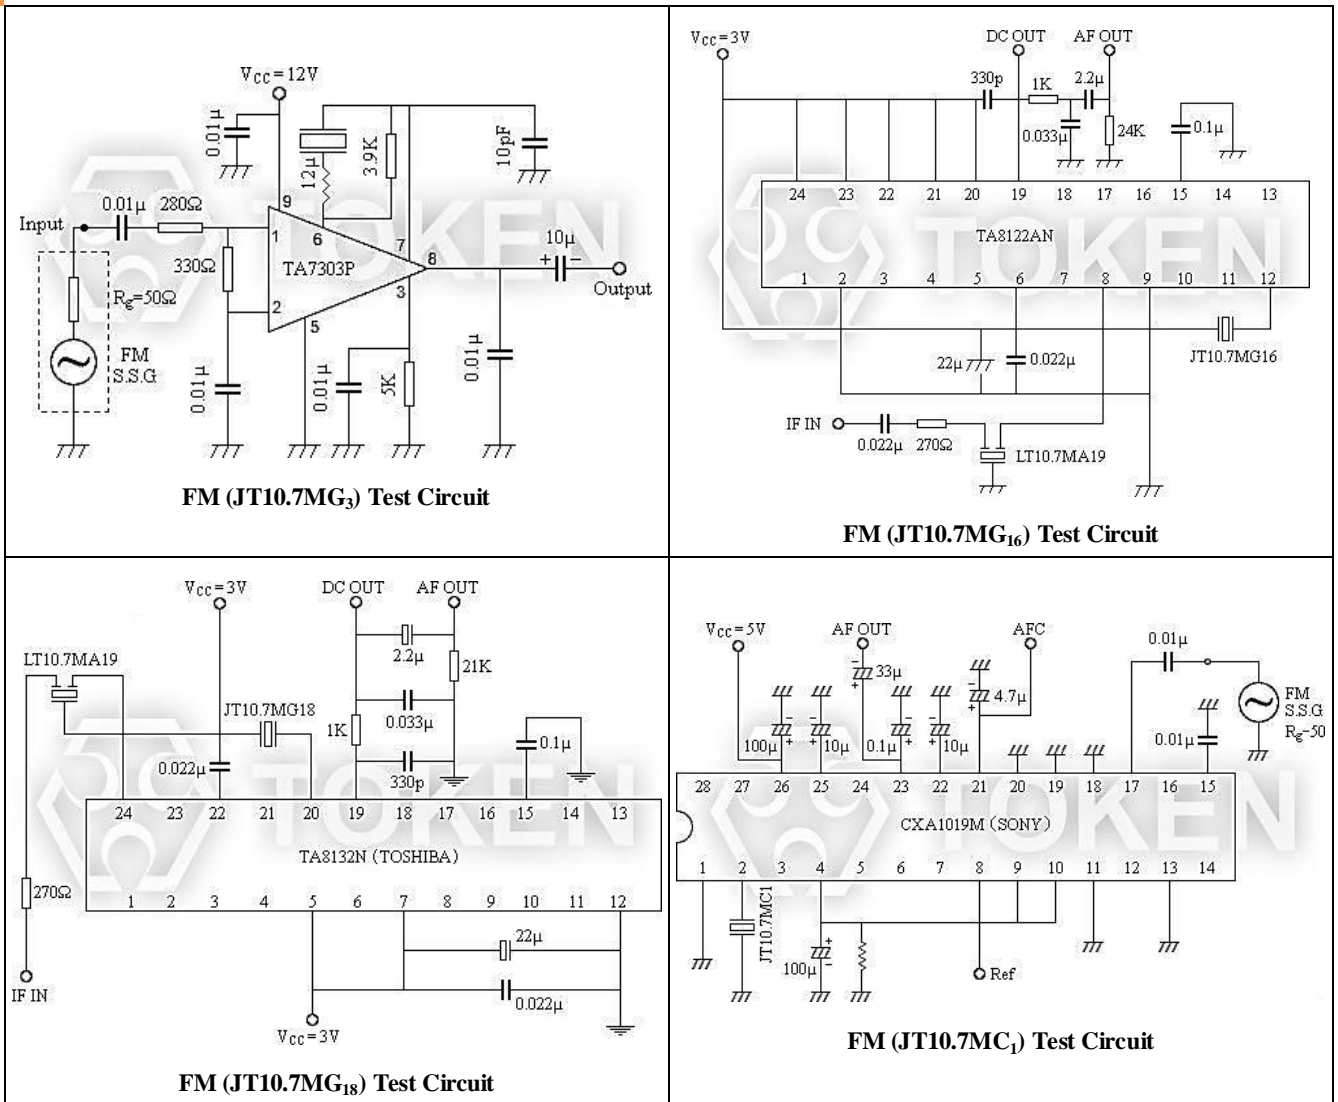 VCC=12V
0.01μ
12μ
3.9K
10pF
Input
0.01μ
280Ω
330Ω
Rg=50Ω
FM
S.S.G
9
1
6
7
TA7303P
8
2
3
5
10μ
+
−
Output
0.01μ
0.01μ
5K
0.01μ
TOKEN
FM (JT10.7MG3) Test Circuit
VCC=3V
DC OUT
AF OUT
330p
1K
2.2μ
0.033μ
24K
0.1μ
24 23 22 21 20 19 18 17 16 15 14 13
TA8122AN
TOKEN
1 2 3 4 5 6 7 8 9 10 11 12
JT10.7MG16
22μ
0.022μ
IF IN
0.022μ
270Ω
LT10.7MA19
FM (JT10.7MG16) Test Circuit
VCC=3V
DC OUT
AF OUT
LT10.7MA19
2.2μ
21K
JT10.7MG18
1K
0.033μ
0.022μ
330p
0.1μ
TOKEN
24 23 22 21 20 19 18 17 16 15 14 13
TA8132N (TOSHIBA)
270Ω
1 2 3 4 5 6 7 8 9 10 11 12
22μ
0.022μ
IF IN
VCC=3V
FM (JT10.7MG18) Test Circuit
VCC=5V
AF OUT
AFC
0.01μ
33μ
4.7μ
FM
S.S.G
Rg-50
100μ
10μ
0.1μ
10μ
0.01μ
28 27 26 25 24 23 22 21 20 19 18 17 16 15
CXA1019M (SONY)
TOKEN
1 2 3 4 5 6 7 8 9 10 11 12 13 14
JT10.7MC1
100μ
+
−
Ref
FM (JT10.7MC1) Test Circuit